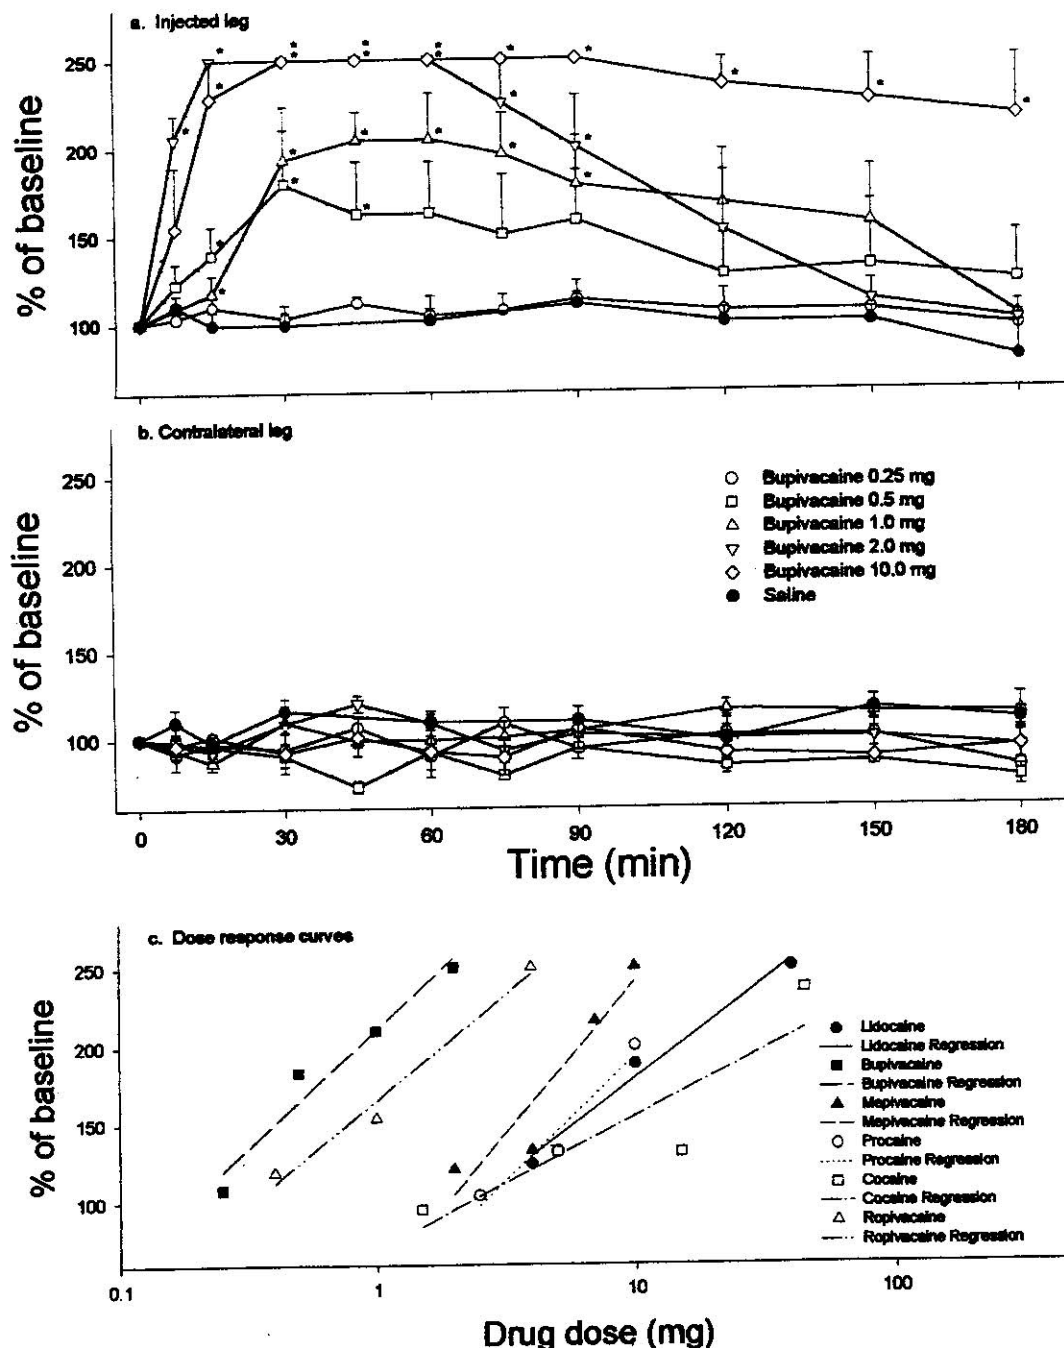 a. Injected leg
250
200
150
100
% of baseline
b. Contralateral leg
250
200
150
100
% of baseline
Bupivacaine 0.25 mg
Bupivacaine 0.5 mg
Bupivacaine 1.0 mg
Bupivacaine 2.0 mg
Bupivacaine 10.0 mg
Saline
0 30 60 90 120 150 180
Time (min)
c. Dose response curves
250
200
150
100
% of baseline
Lidocaine
Lidocaine Regression
Bupivacaine
Bupivacaine Regression
Mepivacaine
Mepivacaine Regression
Procaine
Procaine Regression
Cocaine
Cocaine Regression
Ropivacaine
Ropivacaine Regression
0.1 1 10 100
Drug dose (mg)